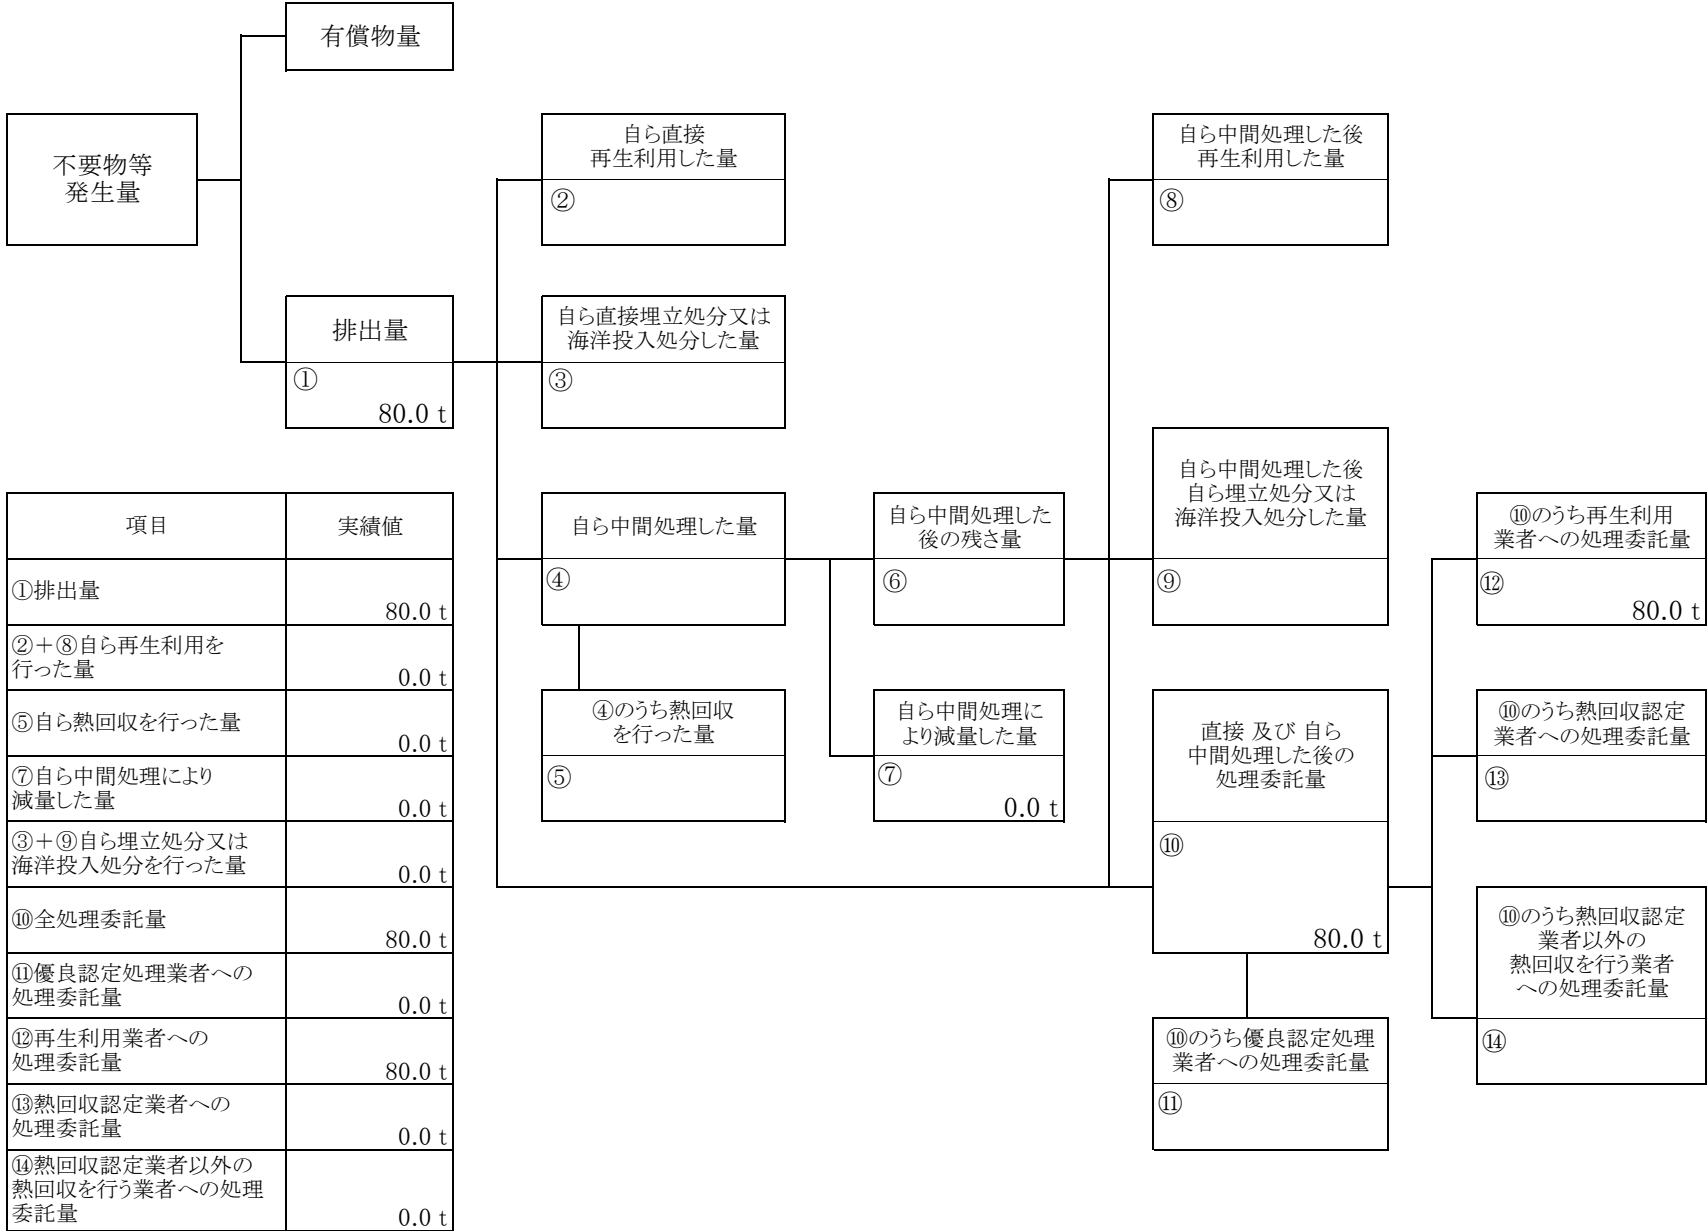 有償物量
不要物等
発生量
自ら直接
再生利用した量
②
自ら中間処理した後
再生利用した量
⑧
排出量
①
80.0 t
自ら直接埋立処分又は
海洋投入処分した量
③
自ら中間処理した量
④
自ら中間処理した
後の残さ量
⑥
自ら中間処理した後
自ら埋立処分又は
海洋投入処分した量
⑨
⑩のうち再生利用
業者への処理委託量
⑫
80.0 t
④のうち熱回収
を行った量
⑤
自ら中間処理に
より減量した量
⑦
0.0 t
直接 及び 自ら
中間処理した後の
処理委託量
⑩
80.0 t
⑩のうち熱回収認定
業者への処理委託量
⑬
⑩のうち熱回収認定
業者以外の
熱回収を行う業者
への処理委託量
⑭
⑩のうち優良認定処理
業者への処理委託量
⑪
項目 実績値
①排出量
80.0 t
②+⑧自ら再生利用を
行った量
0.0 t
⑤自ら熱回収を行った量
0.0 t
⑦自ら中間処理により
減量した量
0.0 t
③+⑨自ら埋立処分又は
海洋投入処分を行った量
0.0 t
⑩全処理委託量
80.0 t
⑪優良認定処理業者への
処理委託量
0.0 t
⑫再生利用業者への
処理委託量
80.0 t
⑬熱回収認定業者への
処理委託量
0.0 t
⑭熱回収認定業者以外の
熱回収を行う業者への処理
委託量
0.0 t